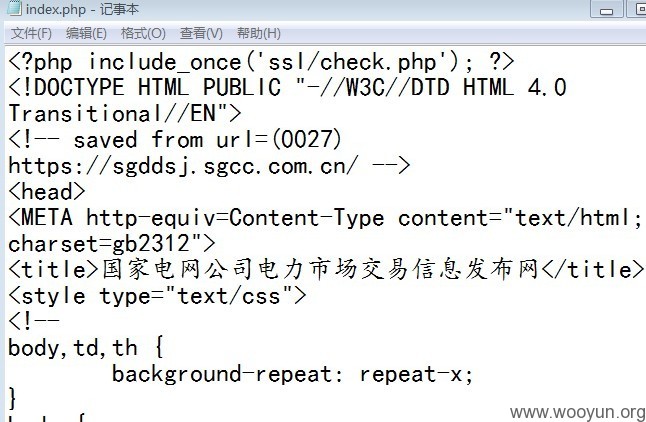 index.php - 记事本
文件(F) 编辑(E) 格式(O) 查看(V) 帮助(H)
<?php include_once('ssl/check.php'); ?>
<!DOCTYPE HTML PUBLIC "-//W3C//DTD HTML 4.0
Transitional//EN">
<!-- saved from url=(0027)
https://sgddsj.sgcc.com.cn/ -->
<head>
<META http-equiv=Content-Type content="text/html;
charset=gb2312">
<title>国家电网公司电力市场交易信息发布网</title>
<style type="text/css">
<!--
body,td,th {
        background-repeat: repeat-x;
}
www.wooyun.org